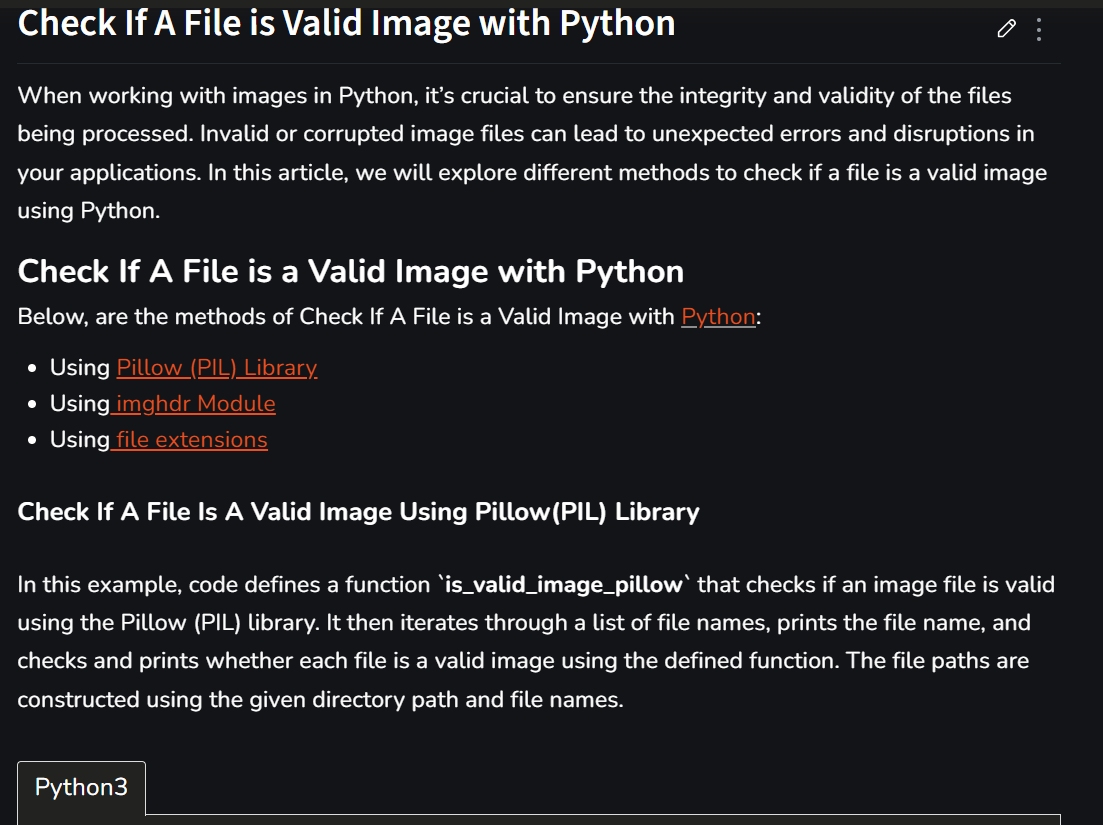 Check If A File is Valid Image with Python
When working with images in Python, it’s crucial to ensure the integrity and validity of the files
being processed. Invalid or corrupted image files can lead to unexpected errors and disruptions in
your applications. In this article, we will explore different methods to check if a file is a valid image
using Python.
Check If A File is a Valid Image with Python
Below, are the methods of Check If A File is a Valid Image with Python:
• Using Pillow (PIL) Library
• Using imghdr Module
• Using file extensions
Check If A File Is A Valid Image Using Pillow(PIL) Library
In this example, code defines a function `is_valid_image_pillow` that checks if an image file is valid
using the Pillow (PIL) library. It then iterates through a list of file names, prints the file name, and
checks and prints whether each file is a valid image using the defined function. The file paths are
constructed using the given directory path and file names.
Python3